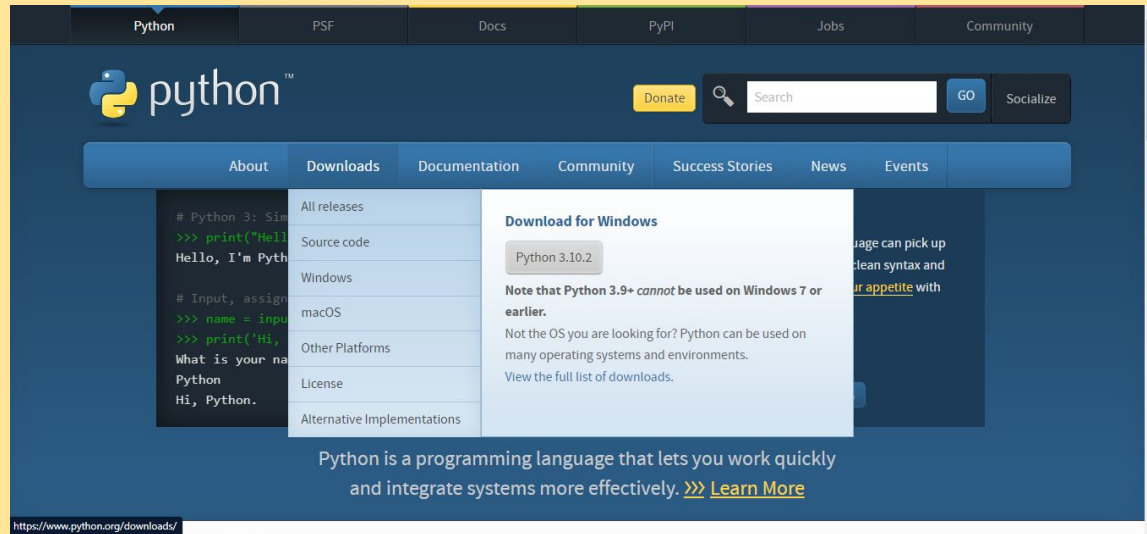 Python PSF Docs PyPI Jobs Community
python™
Donate Search GO Socialize
About Downloads Documentation Community Success Stories News Events
All releases
Source code
Windows
macOS
Other Platforms
License
Alternative Implementations
Download for Windows
Python 3.10.2
Note that Python 3.9+ cannot be used on Windows 7 or
earlier.
Not the OS you are looking for? Python can be used on
many operating systems and environments.
View the full list of downloads.
# Python 3: Sim
>>> print("Hell
Hello, I'm Pyth
# Input, assign
>>> name = inpu
>>> print('Hi,
What is your na
Python
Hi, Python.
uage can pick up
clean syntax and
ur appetite with
Python is a programming language that lets you work quickly
and integrate systems more effectively. >>> Learn More
https://www.python.org/downloads/